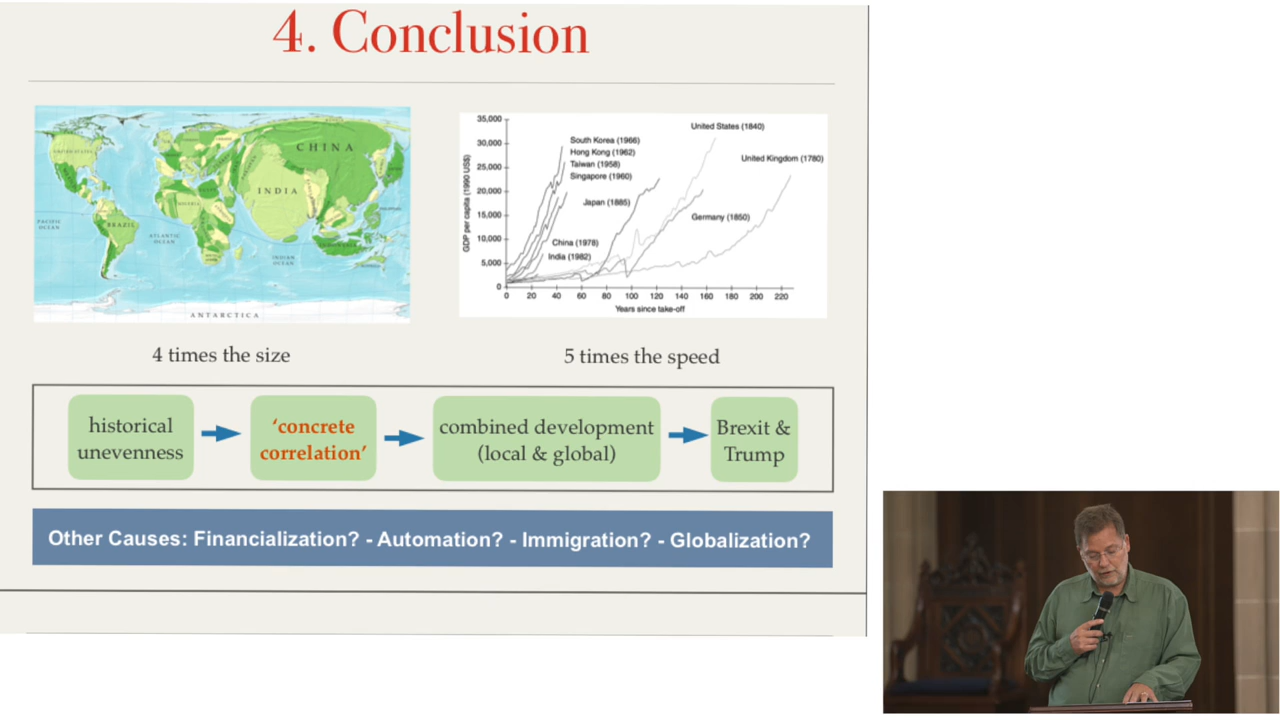 4. Conclusion
UNITED STATES
CHINA
INDIA
BRAZIL
PACIFIC
OCEAN
ATLANTIC
OCEAN
INDIAN
OCEAN
ANTARCTICA
GDP per capita (1990 US$)
35,000
30,000
25,000
20,000
15,000
10,000
5,000
0
United States (1840)
South Korea (1966)
Hong Kong (1962)
Taiwan (1958)
Singapore (1960)
United Kingdom (1780)
Japan (1885)
Germany (1850)
China (1978)
India (1982)
0 20 40 60 80 100 120 140 160 180 200 220
Years since take-off
4 times the size
5 times the speed
historical
unevenness
‘concrete
correlation’
combined development
(local & global)
Brexit &
Trump
Other Causes: Financialization? - Automation? - Immigration? - Globalization?